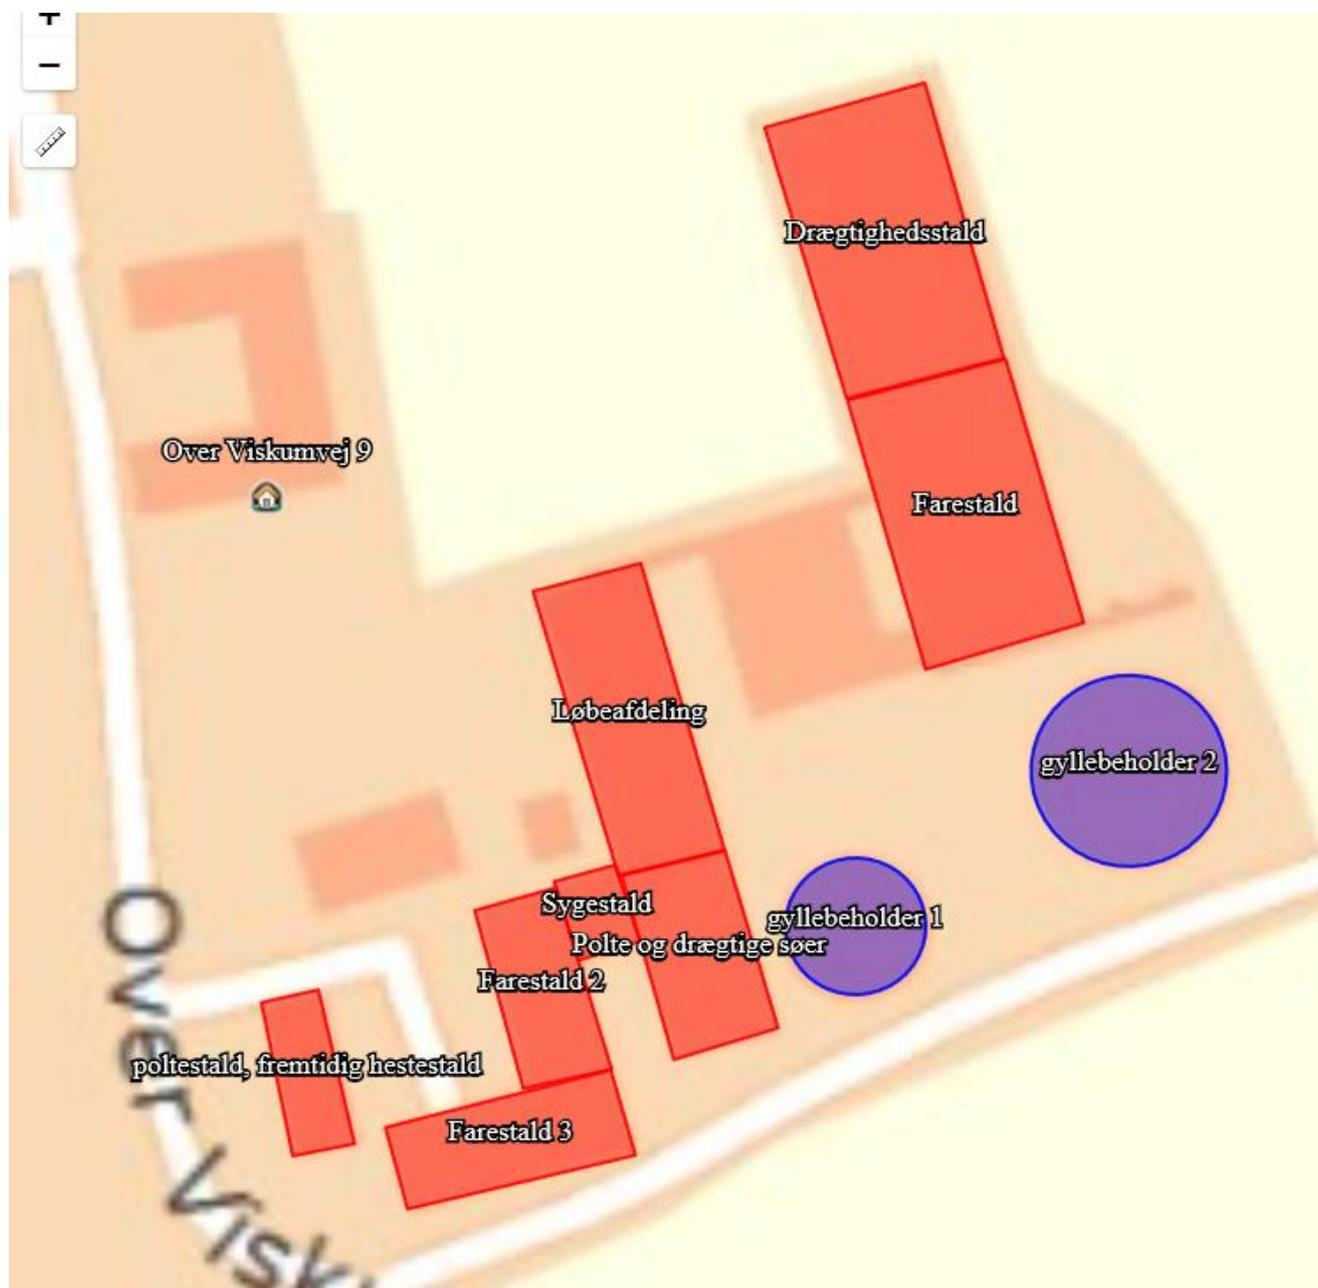 +
−
Drægtighedsstald
Over Viskumvej 9
Farestald
Løbeafdeling
gyllebeholder 2
Sygestald
gyllebeholder 1
Polte og drægtige søer
Farestald 2
poltestald, fremtidig hestestald
Farestald 3
Over Visk